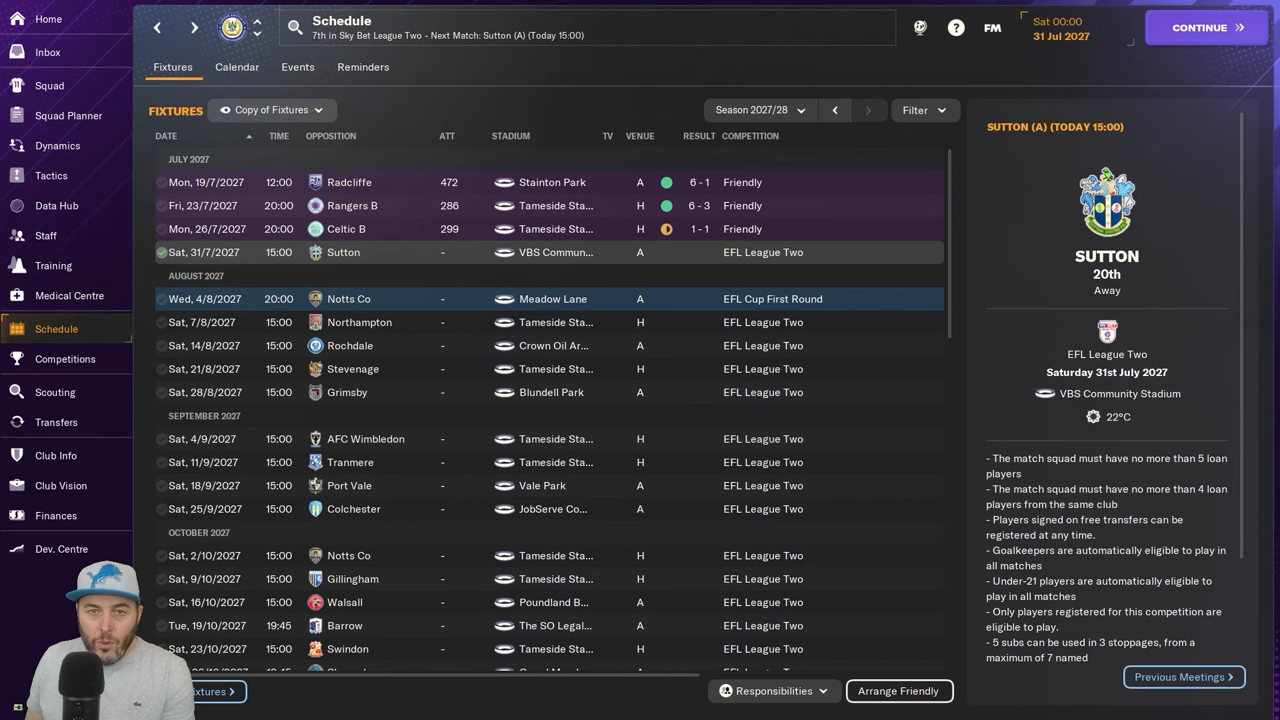 Home
Inbox
Squad
Squad Planner
Dynamics
Tactics
Data Hub
Staff
Training
Medical Centre
Schedule
Competitions
Scouting
Transfers
Club Info
Club Vision
Finances
Dev. Centre
Schedule
7th in Sky Bet League Two - Next Match: Sutton (A) (Today 15:00)
?
FM
Sat 00:00
31 Jul 2027
CONTINUE
Fixtures Calendar Events Reminders
FIXTURES Copy of Fixtures Season 2027/28 Filter
DATE TIME OPPOSITION ATT STADIUM TV VENUE RESULT COMPETITION
JULY 2027
Mon, 19/7/2027 12:00 Radcliffe 472 Stainton Park A 6 - 1 Friendly
Fri, 23/7/2027 20:00 Rangers B 286 Tameside Sta... H 6 - 3 Friendly
Mon, 26/7/2027 20:00 Celtic B 299 Tameside Sta... H 1 - 1 Friendly
Sat, 31/7/2027 15:00 Sutton - VBS Commun... A EFL League Two
AUGUST 2027
Wed, 4/8/2027 20:00 Notts Co - Meadow Lane A EFL Cup First Round
Sat, 7/8/2027 15:00 Northampton - Tameside Sta... H EFL League Two
Sat, 14/8/2027 15:00 Rochdale - Crown Oil Ar... A EFL League Two
Sat, 21/8/2027 15:00 Stevenage - Tameside Sta... H EFL League Two
Sat, 28/8/2027 15:00 Grimsby - Blundell Park A EFL League Two
SEPTEMBER 2027
Sat, 4/9/2027 15:00 AFC Wimbledon - Tameside Sta... H EFL League Two
Sat, 11/9/2027 15:00 Tranmere - Tameside Sta... H EFL League Two
Sat, 18/9/2027 15:00 Port Vale - Vale Park A EFL League Two
Sat, 25/9/2027 15:00 Colchester - JobServe Co... A EFL League Two
OCTOBER 2027
Sat, 2/10/2027 15:00 Notts Co - Tameside Sta... H EFL League Two
Sat, 9/10/2027 15:00 Gillingham - Tameside Sta... H EFL League Two
Sat, 16/10/2027 15:00 Walsall - Poundland B... A EFL League Two
Tue, 19/10/2027 19:45 Barrow - The SO Legal... A EFL League Two
Sat, 23/10/2027 15:00 Swindon - Tameside Sta... H EFL League Two
Responsibilities Arrange Friendly
SUTTON (A) (TODAY 15:00)
SUTTON
20th
Away
EFL League Two
Saturday 31st July 2027
VBS Community Stadium
22°C
- The match squad must have no more than 5 loan
players
- The match squad must have no more than 4 loan
players from the same club
- Players signed on free transfers can be
registered at any time.
- Goalkeepers are automatically eligible to play in
all matches
- Under-21 players are automatically eligible to
play in all matches
- Only players registered for this competition are
eligible to play.
- 5 subs can be used in 3 stoppages, from a
maximum of 7 named
Previous Meetings